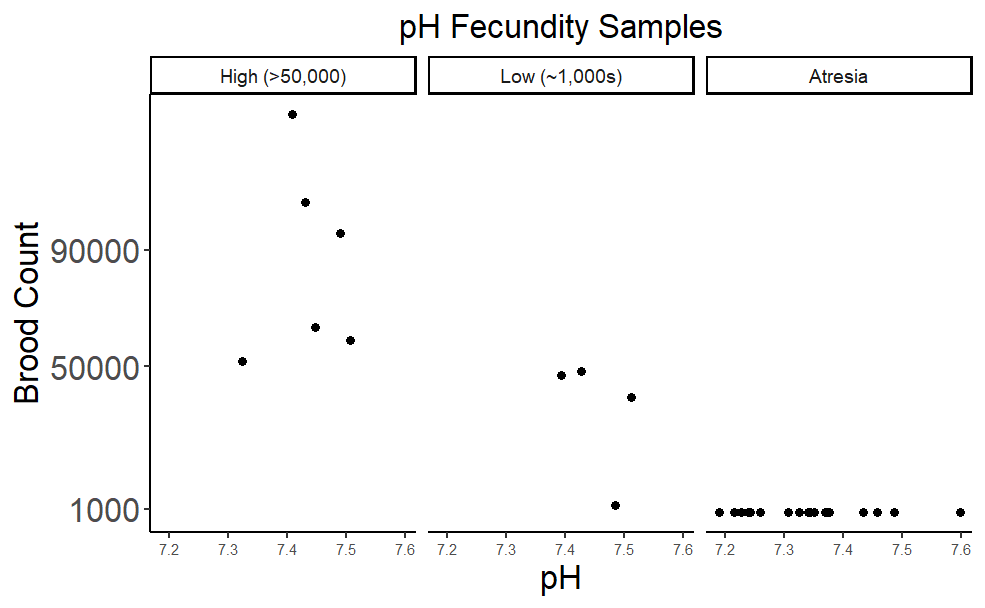 pH Fecundity Samples
High (>50,000) Low (~1,000s) Atresia
90000
50000
1000
Brood Count
7.2 7.3 7.4 7.5 7.6 7.2 7.3 7.4 7.5 7.6 7.2 7.3 7.4 7.5 7.6
pH